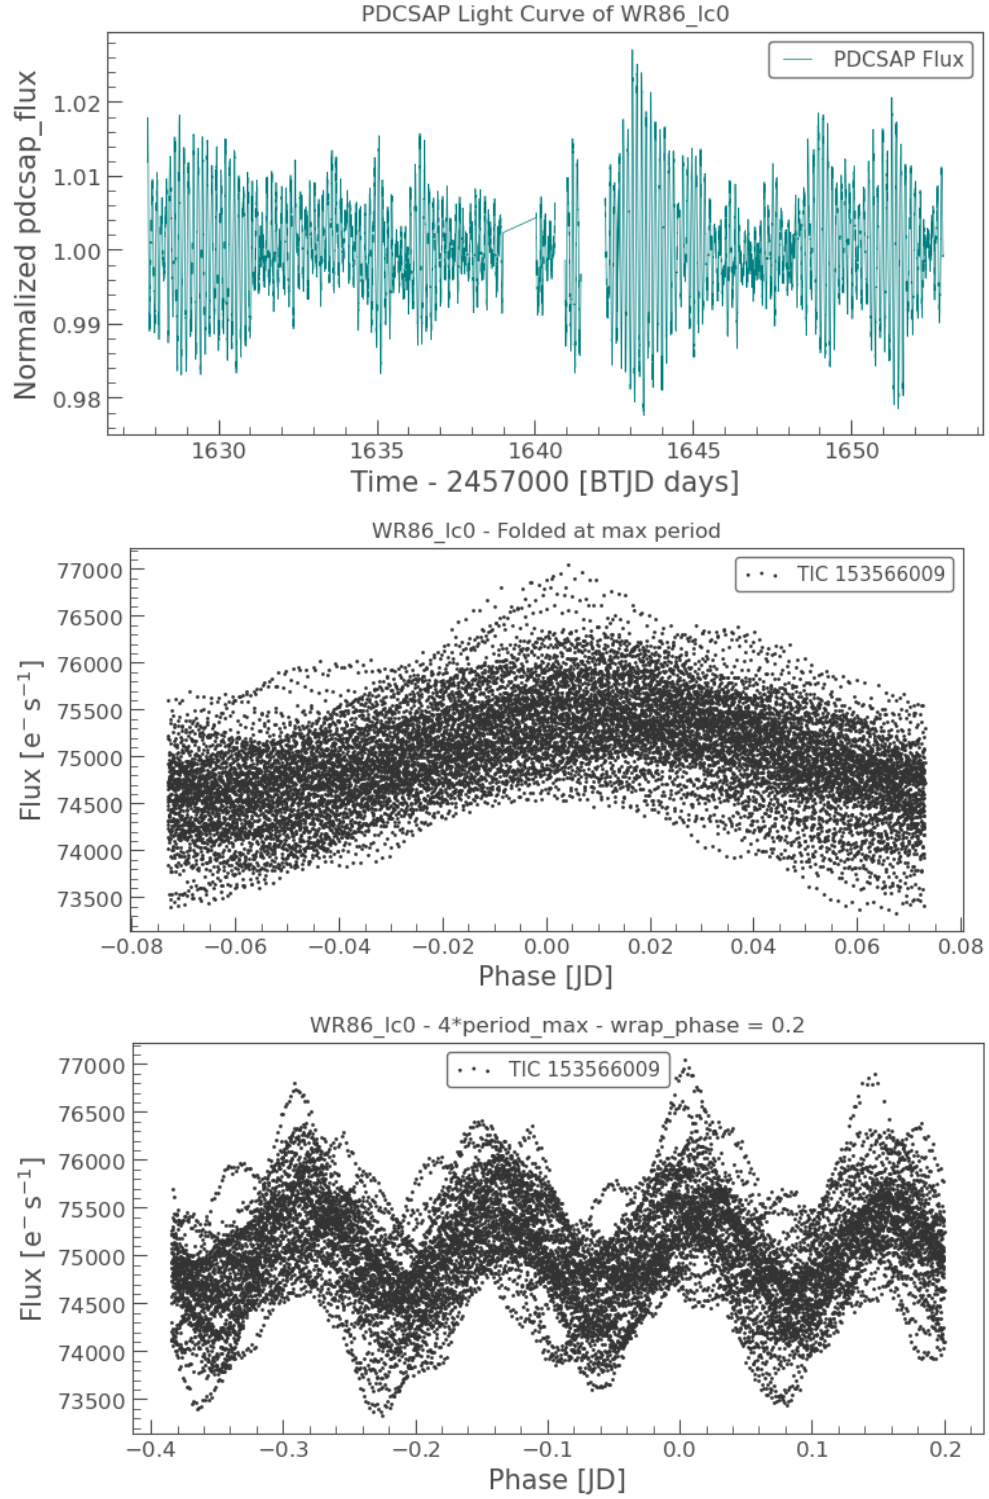 PDCSAP Light Curve of WR86_lc0
PDCSAP Flux
Normalized pdcsap_flux
1.02
1.01
1.00
0.99
0.98
1630 1635 1640 1645 1650
Time - 2457000 [BTJD days]
WR86_lc0 - Folded at max period
TIC 153566009
Flux [e⁻ s⁻¹]
77000
76500
76000
75500
75000
74500
74000
73500
−0.08 −0.06 −0.04 −0.02 0.00 0.02 0.04 0.06 0.08
Phase [JD]
WR86_lc0 - 4*period_max - wrap_phase = 0.2
TIC 153566009
Flux [e⁻ s⁻¹]
77000
76500
76000
75500
75000
74500
74000
73500
−0.4 −0.3 −0.2 −0.1 0.0 0.1 0.2
Phase [JD]